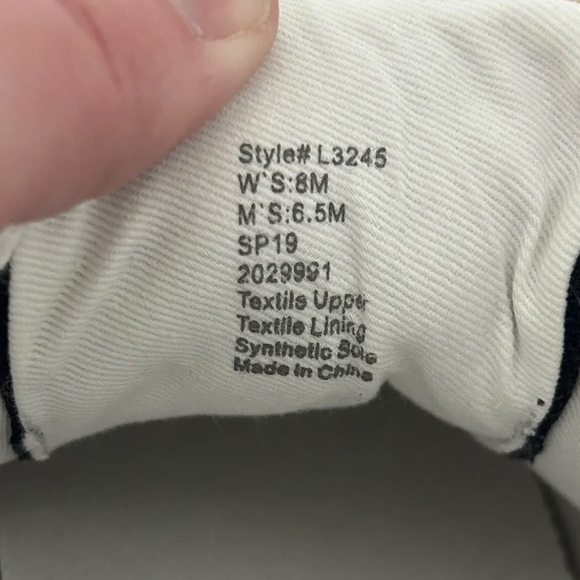 Style# L3245
W'S:8M
M'S:6.5M
SP19
2029991
Textile Upper
Textile Lining
Synthetic Sole
Made in China